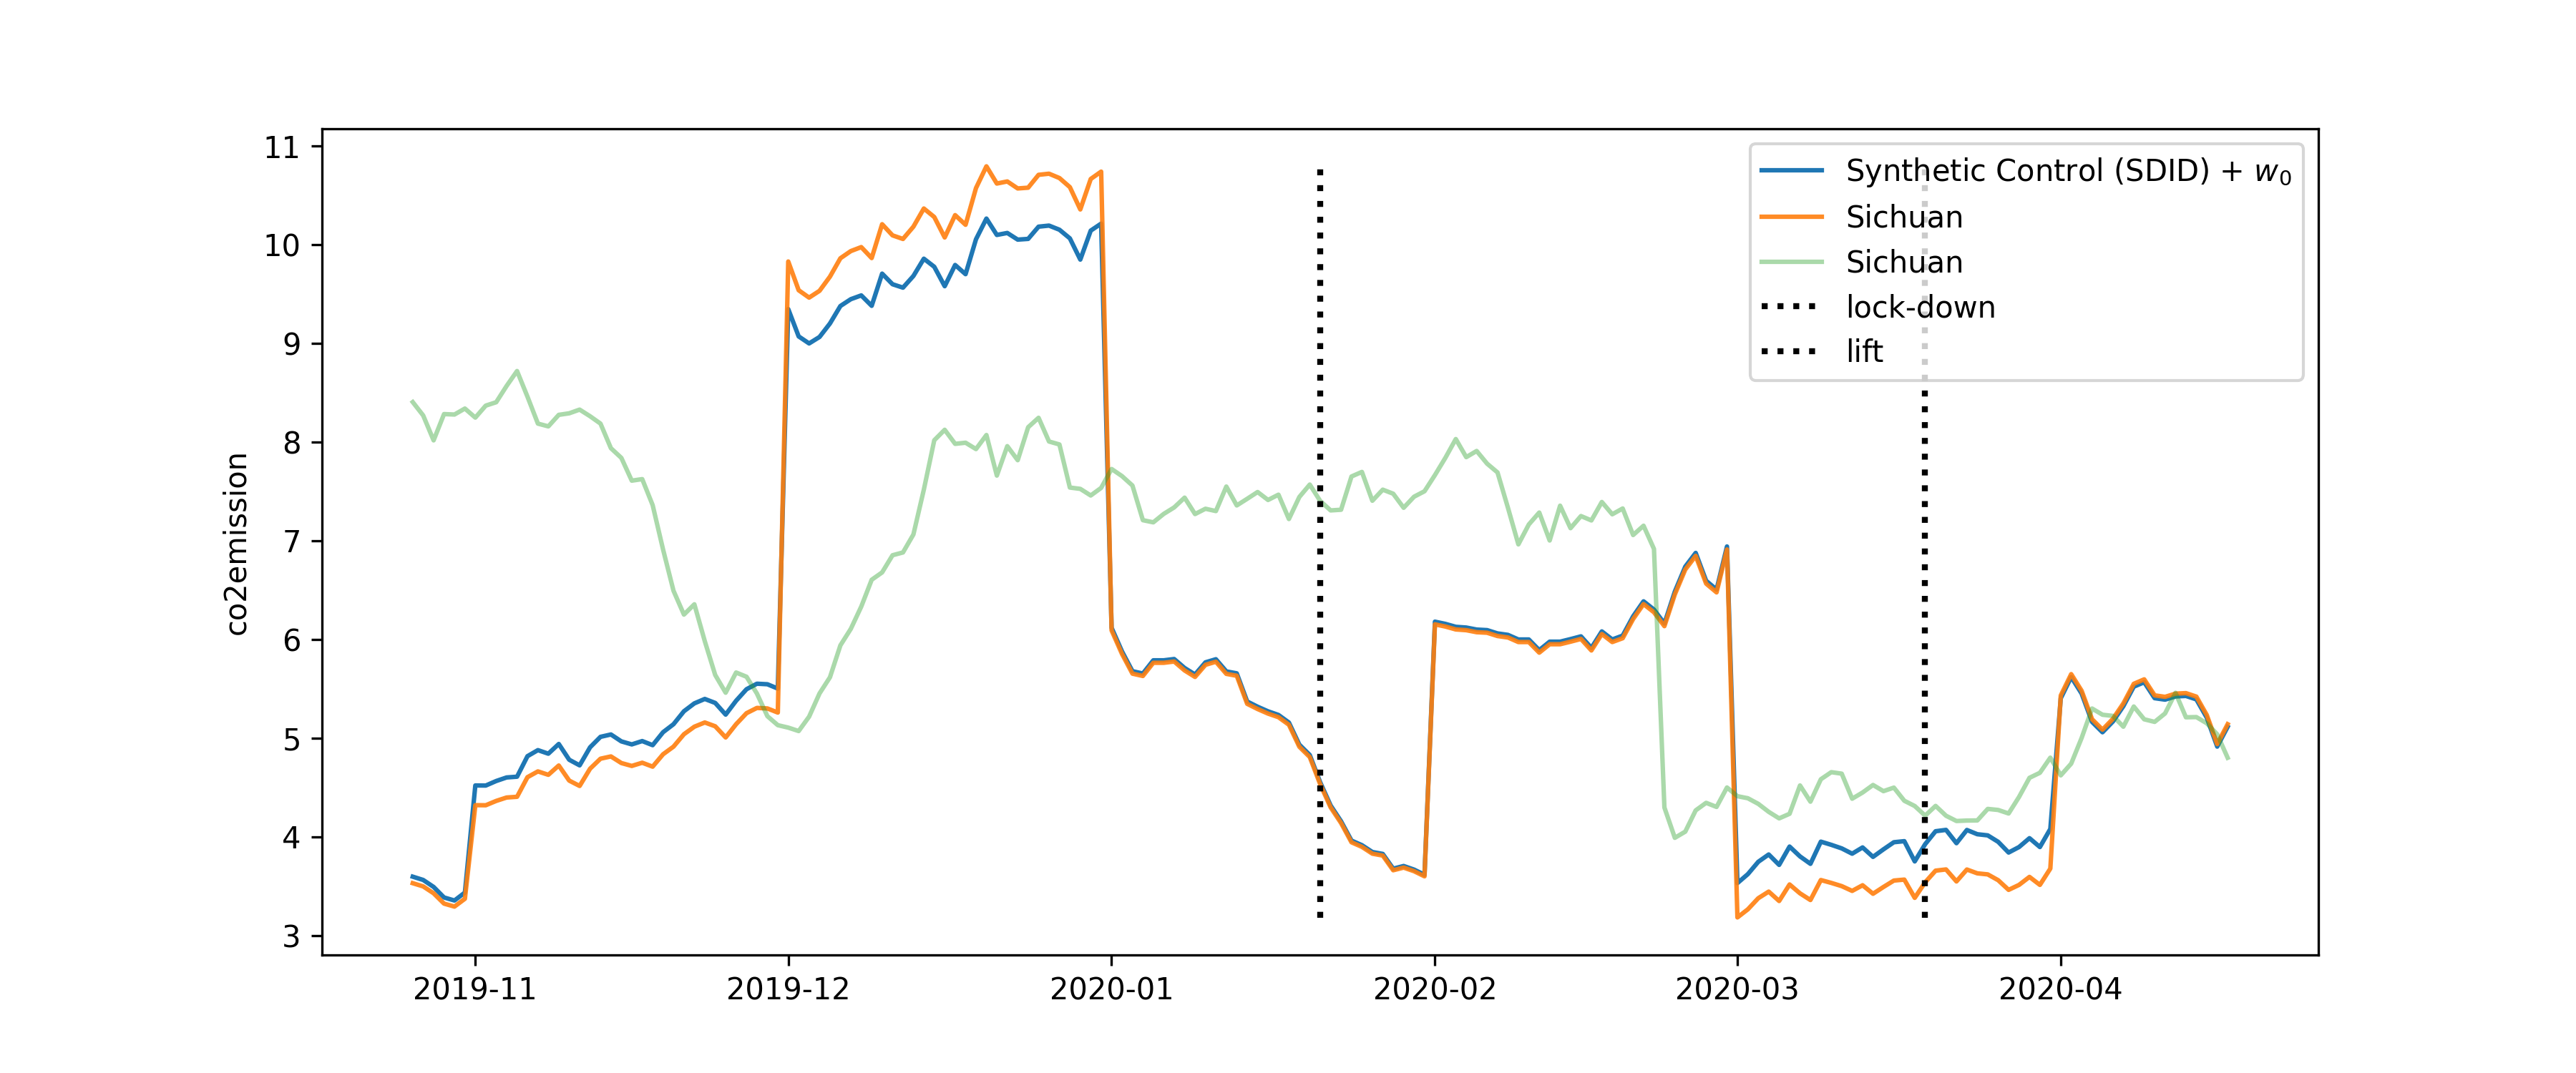 11
10
9
8
7
6
5
4
3
co2emission
2019-11
2019-12
2020-01
2020-02
2020-03
2020-04
Synthetic Control (SDID) + w₀
Sichuan
Sichuan
lock-down
lift